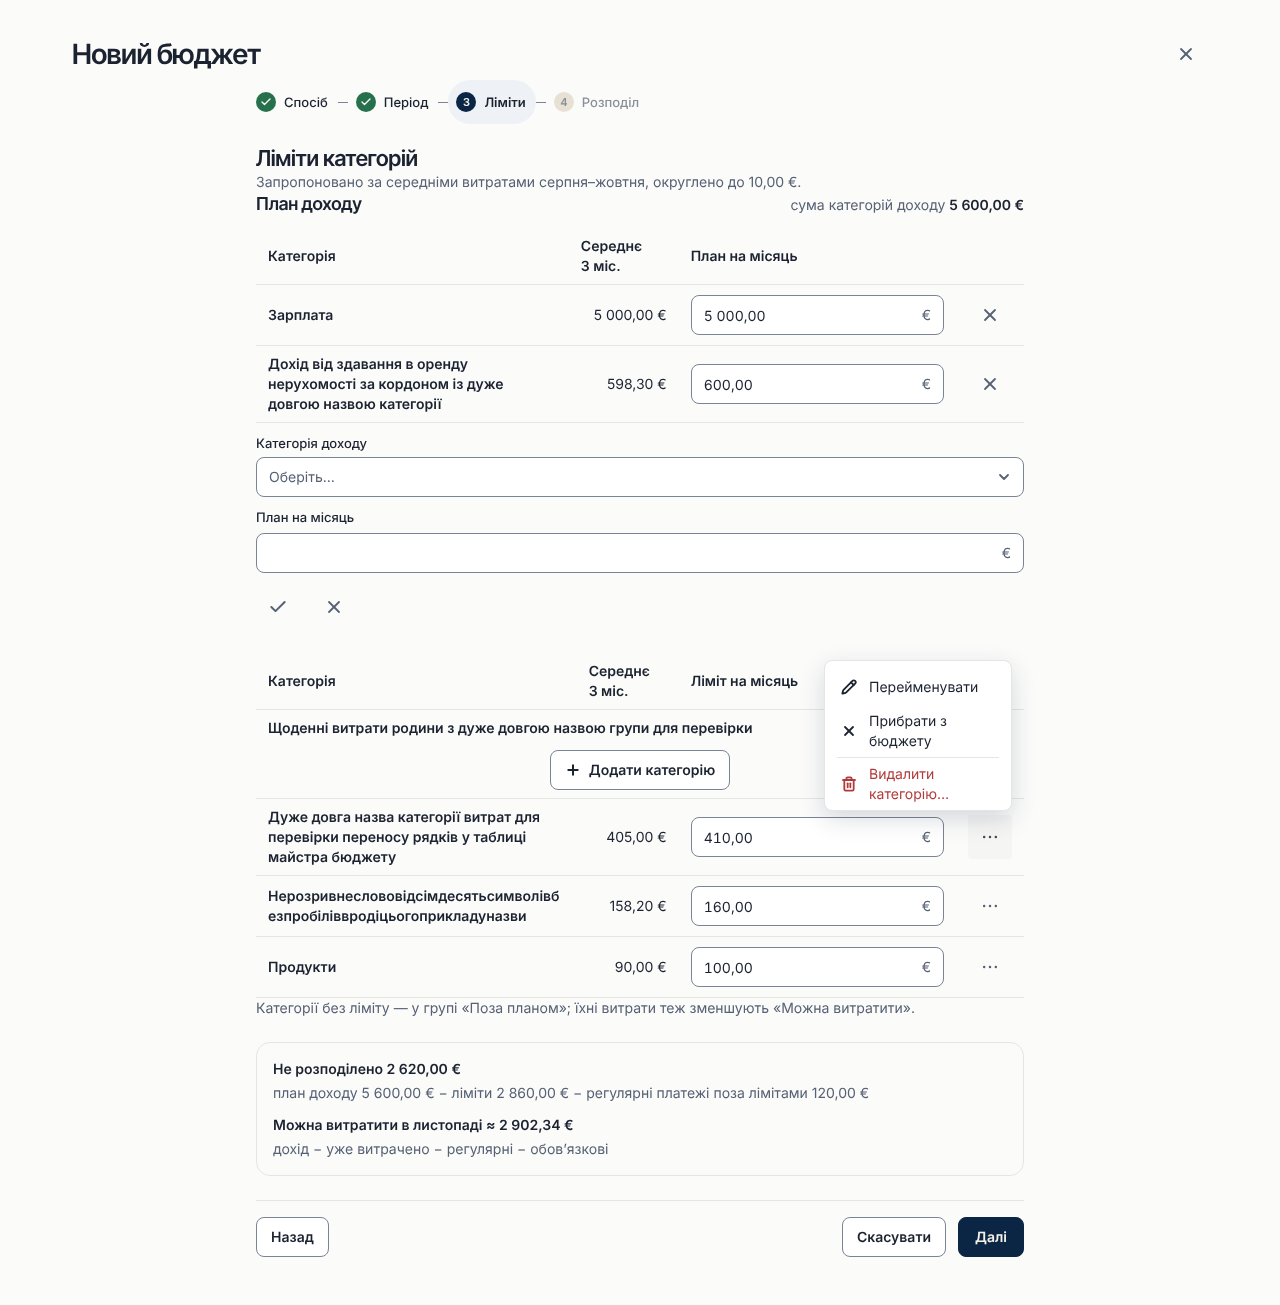 Новий бюджет
Спосіб
Період
3 Ліміти
4 Розподіл
Ліміти категорій
Запропоновано за середніми витратами серпня–жовтня, округлено до 10,00 €.
План доходу
сума категорій доходу 5 600,00 €
Категорія
Середнє
3 міс.
План на місяць
Зарплата
5 000,00 €
5 000,00 €
Дохід від здавання в оренду
нерухомості за кордоном із дуже
довгою назвою категорії
598,30 €
600,00 €
Категорія доходу
Оберіть...
План на місяць
€
Категорія
Середнє
3 міс.
Ліміт на місяць
Перейменувати
Прибрати з
бюджету
Видалити
категорію...
Щоденні витрати родини з дуже довгою назвою групи для перевірки
Додати категорію
Дуже довга назва категорії витрат для
перевірки переносу рядків у таблиці
майстра бюджету
405,00 €
410,00 €
Нерозривнесловoвідсімдесятьсимволівб
езпробіліввродіцьогоприкладуназви
158,20 €
160,00 €
Продукти
90,00 €
100,00 €
Категорії без ліміту — у групі «Поза планом»; їхні витрати теж зменшують «Можна витратити».
Не розподілено 2 620,00 €
план доходу 5 600,00 € − ліміти 2 860,00 € − регулярні платежі поза лімітами 120,00 €
Можна витратити в листопаді ≈ 2 902,34 €
дохід − уже витрачено − регулярні − обов’язкові
Назад
Скасувати
Далі